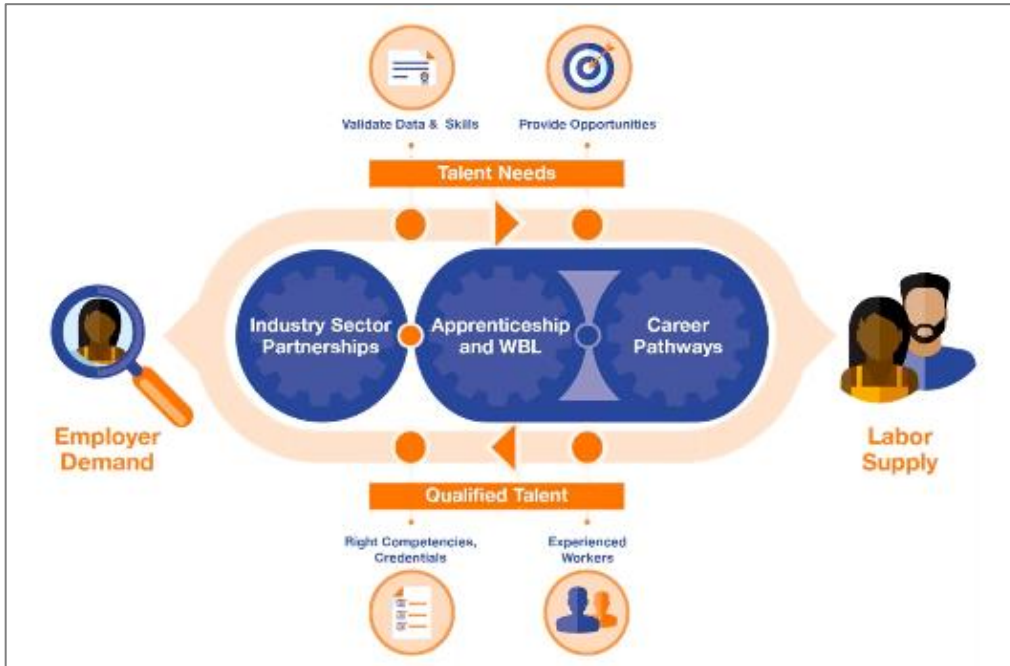 Validate Data & Skills
Provide Opportunities
Talent Needs
Industry Sector
Partnerships
Apprenticeship
and WBL
Career
Pathways
Employer
Demand
Labor
Supply
Qualified Talent
Right Competencies,
Credentials
Experienced
Workers